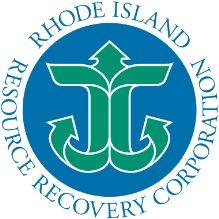 RHODE ISLAND
RESOURCE RECOVERY CORPORATION